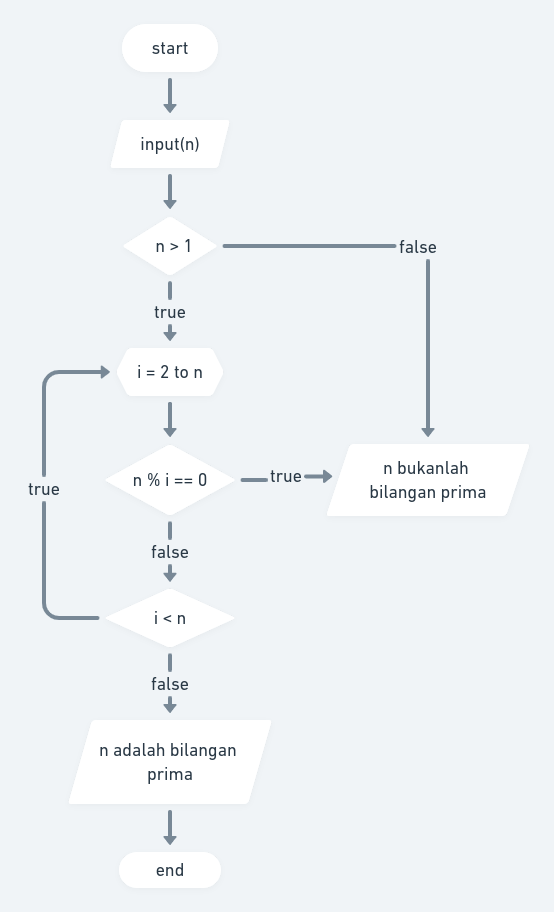 start
input(n)
n > 1
false
true
i = 2 to n
n % i == 0
true
n bukanlah
bilangan prima
true
false
i < n
false
n adalah bilangan
prima
end